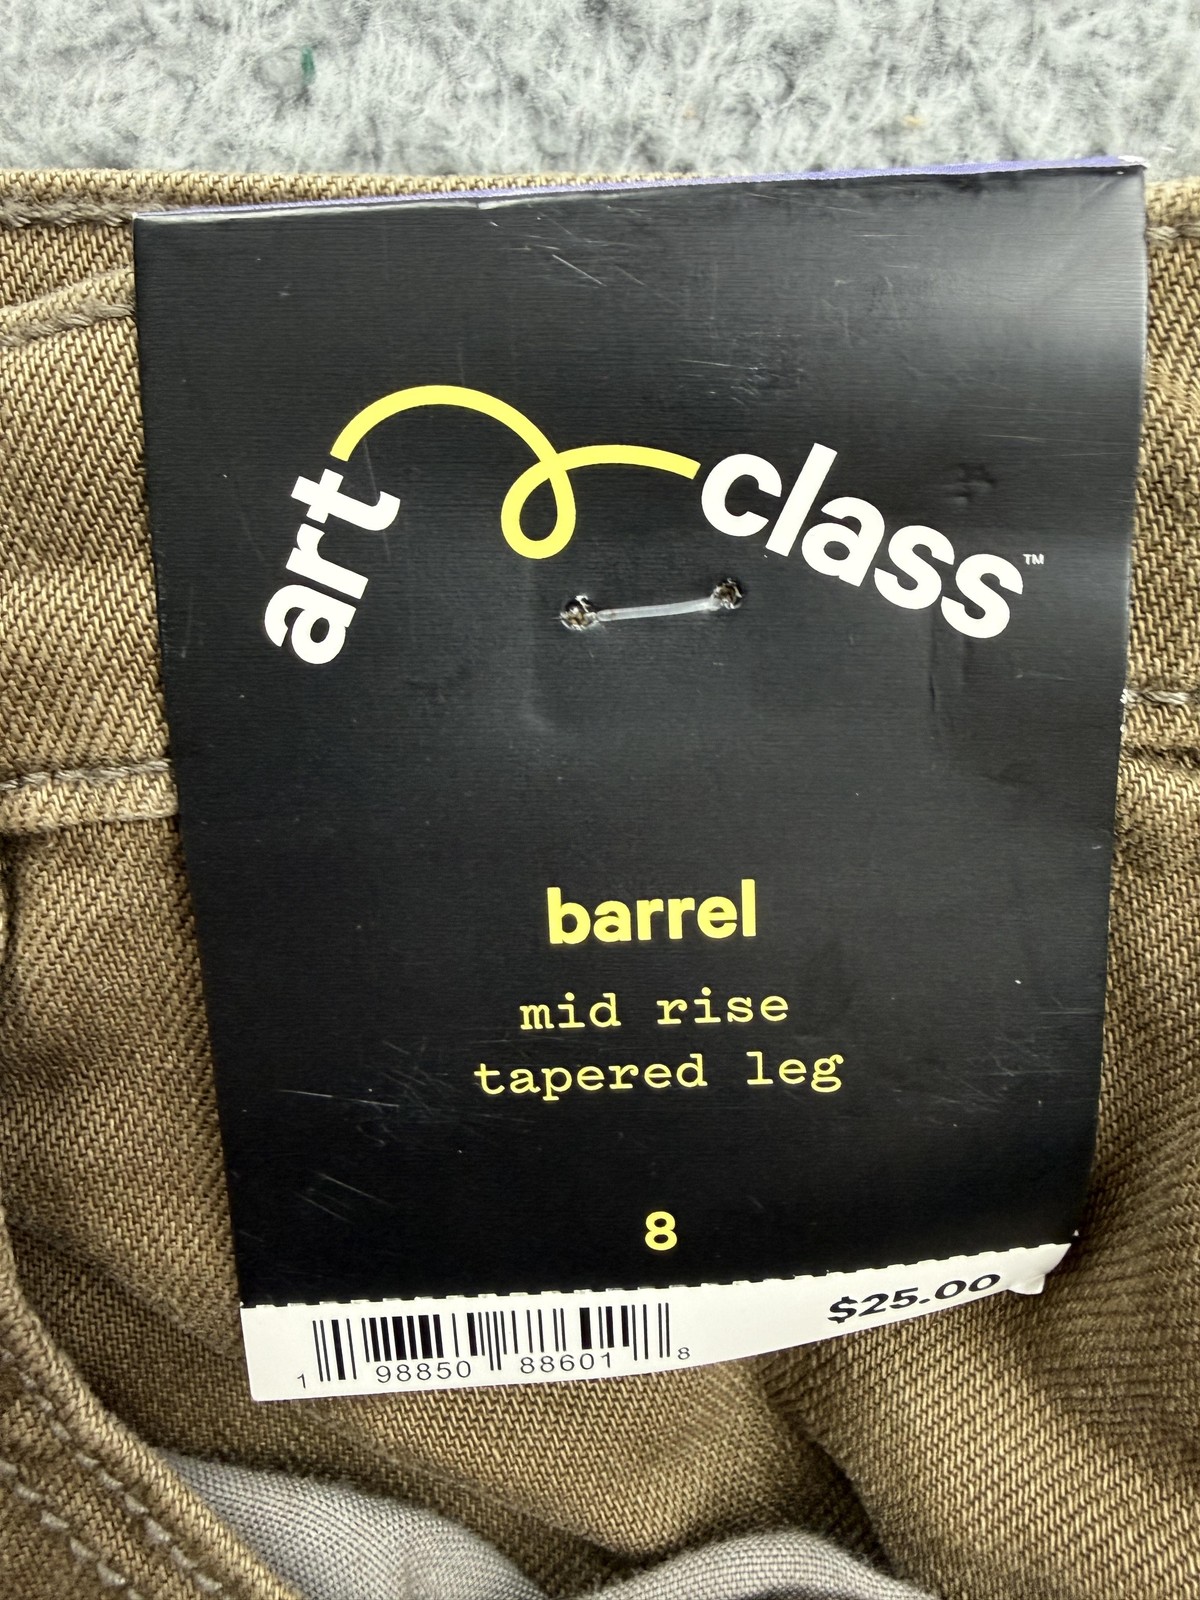 art class™
barrel
mid rise
tapered leg
8
$25.00
1 98850 88601 8